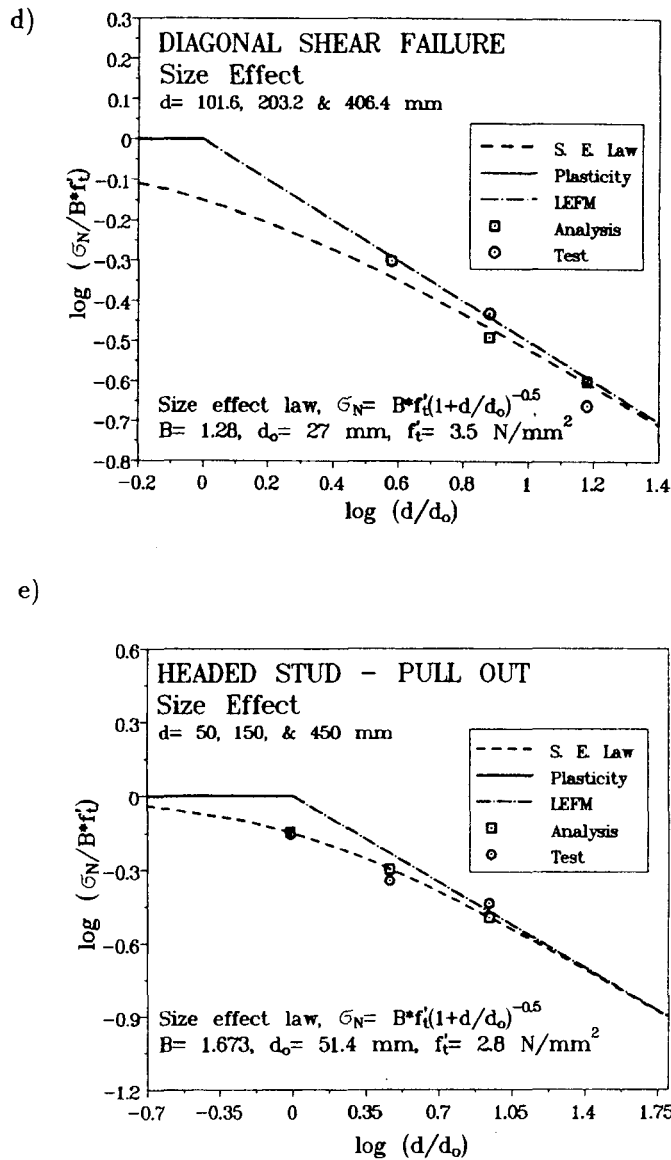 d)
0.3
DIAGONAL SHEAR FAILURE
0.2
Size Effect
0.1
d= 101.6, 203.2 & 406.4 mm
0
-0.1
-0.2
-0.3
-0.4
-0.5
-0.6
-0.7
-0.8
log (σN/B*f't)
S. E. Law
Plasticity
LEFM
Analysis
Test
Size effect law, σN= B*f't(1+d/do)^-0.5,
B= 1.28, do= 27 mm, f't= 3.5 N/mm²
-0.2 0 0.2 0.4 0.6 0.8 1 1.2 1.4
log (d/do)
e)
0.6
HEADED STUD - PULL OUT
Size Effect
0.3
d= 50, 150, & 450 mm
0
-0.3
-0.6
-0.9
-1.2
log (σN/B*f't)
S. E. Law
Plasticity
LEFM
Analysis
Test
Size effect law, σN= B*f't(1+d/do)^-0.5
B= 1.673, do= 51.4 mm, f't= 2.8 N/mm²
-0.7 -0.35 0 0.35 0.7 1.05 1.4 1.75
log (d/do)